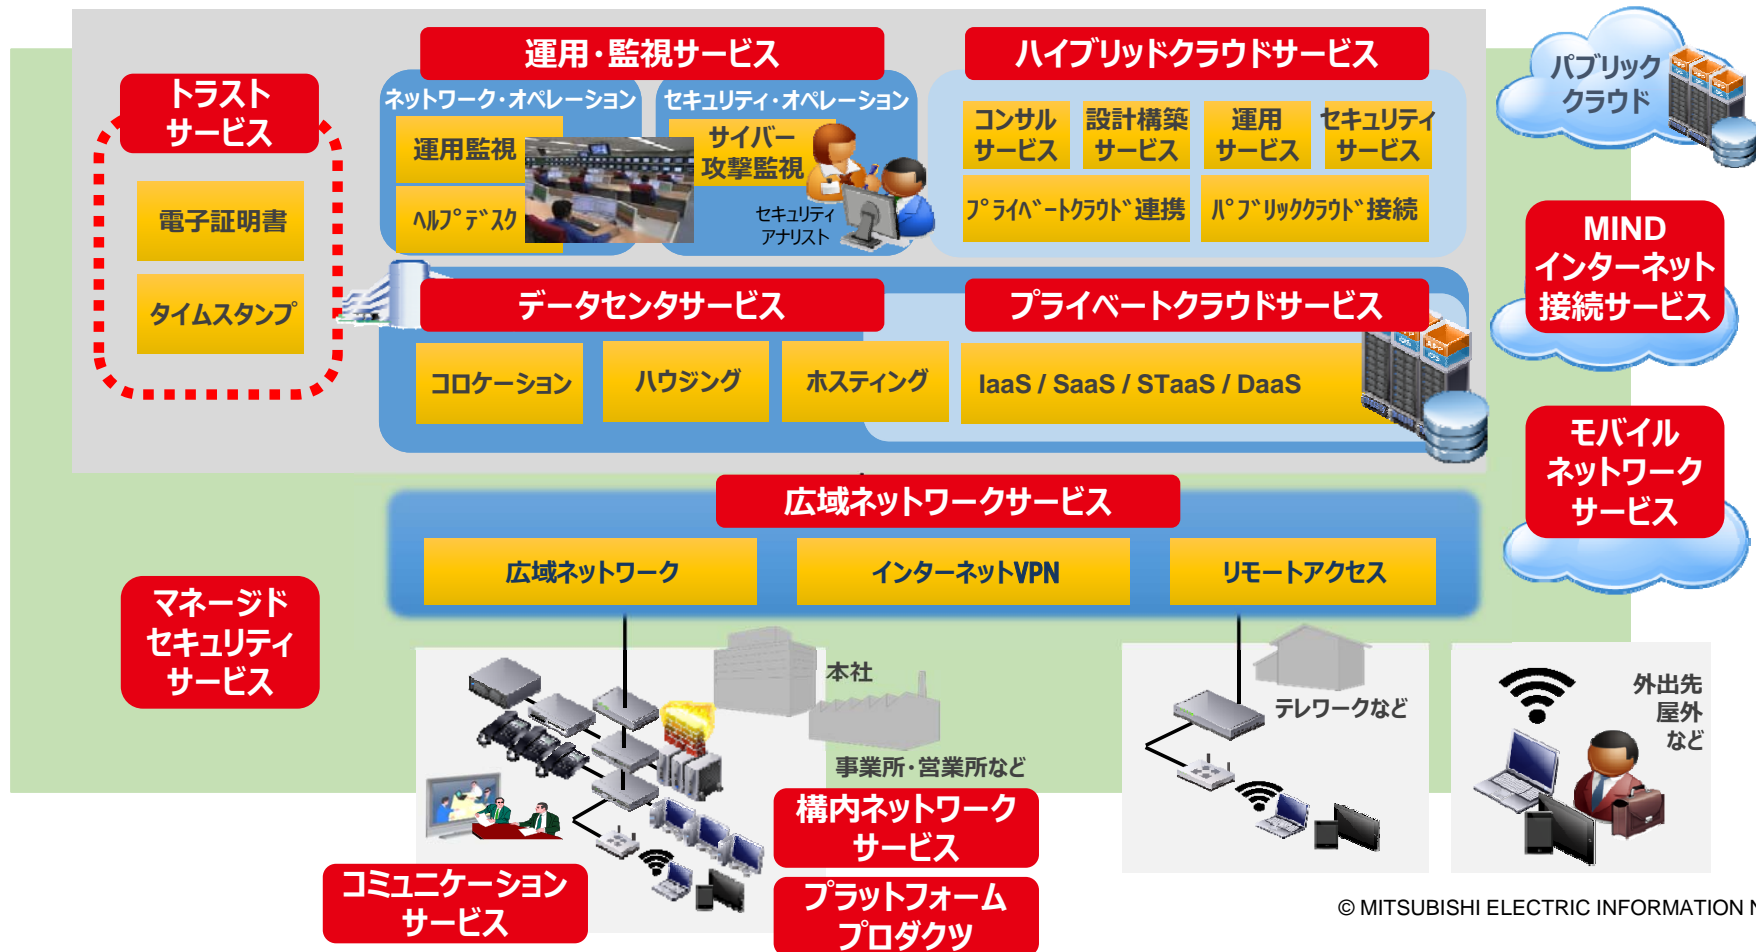 運用・監視サービス
ハイブリッドクラウドサービス
パブリック
クラウド
トラスト
サービス
ネットワーク・オペレーション
セキュリティ・オペレーション
運用監視
サイバー
攻撃監視
コンサル
サービス
設計構築
サービス
運用
サービス
セキュリティ
サービス
ﾍﾙﾌﾟﾃﾞｽｸ
セキュリティ
アナリスト
ﾌﾟﾗｲﾍﾞｰﾄｸﾗｳﾄﾞ連携
ﾊﾟﾌﾞﾘｯｸｸﾗｳﾄﾞ接続
電子証明書
タイムスタンプ
MIND
インターネット
接続サービス
データセンタサービス
プライベートクラウドサービス
コロケーション
ハウジング
ホスティング
IaaS / SaaS / STaaS / DaaS
モバイル
ネットワーク
サービス
広域ネットワークサービス
広域ネットワーク
インターネットVPN
リモートアクセス
マネージド
セキュリティ
サービス
本社
事業所・営業所など
テレワークなど
外出先
屋外
など
構内ネットワーク
サービス
コミュニケーション
サービス
プラットフォーム
プロダクツ
© MITSUBISHI ELECTRIC INFORMATION N